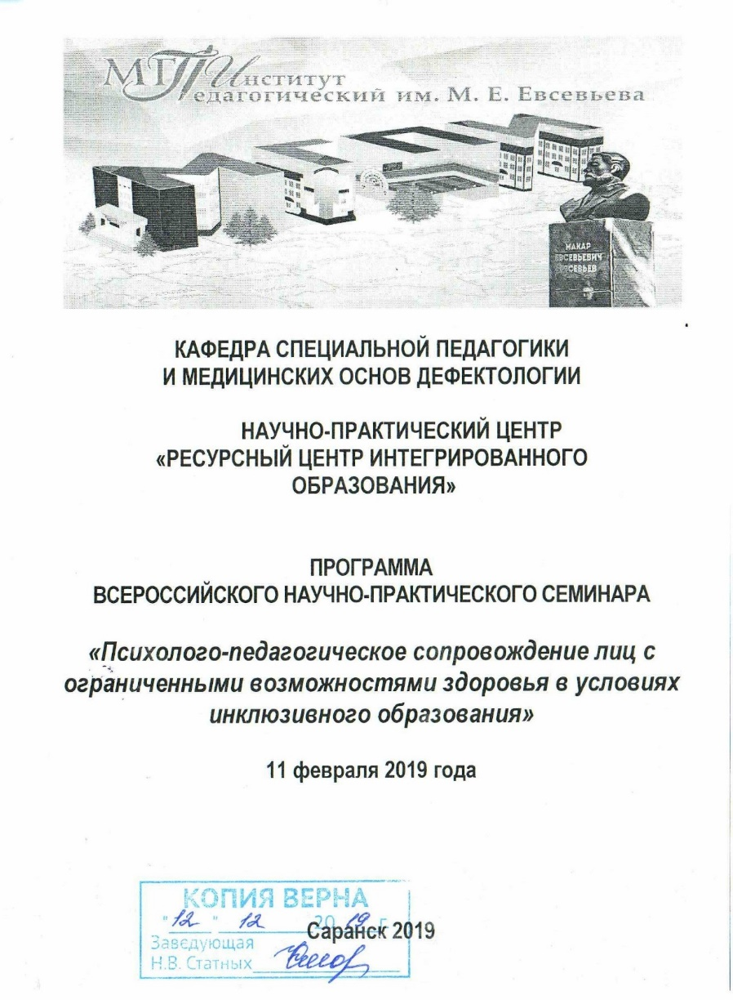 МГПИнститут
едагогический им. М. Е. Евсевьева
МАКАР
ЕВСЕВЬЕВИЧ
ЕВСЕВЬЕВ
КАФЕДРА СПЕЦИАЛЬНОЙ ПЕДАГОГИКИ
И МЕДИЦИНСКИХ ОСНОВ ДЕФЕКТОЛОГИИ
НАУЧНО-ПРАКТИЧЕСКИЙ ЦЕНТР
«РЕСУРСНЫЙ ЦЕНТР ИНТЕГРИРОВАННОГО
ОБРАЗОВАНИЯ»
ПРОГРАММА
ВСЕРОССИЙСКОГО НАУЧНО-ПРАКТИЧЕСКОГО СЕМИНАРА
«Психолого-педагогическое сопровождение лиц с
ограниченными возможностями здоровья в условиях
инклюзивного образования»
11 февраля 2019 года
КОПИЯ ВЕРНА
"12" 12 2019 г.
Саранск 2019
Заведующая
Н.В. Статных